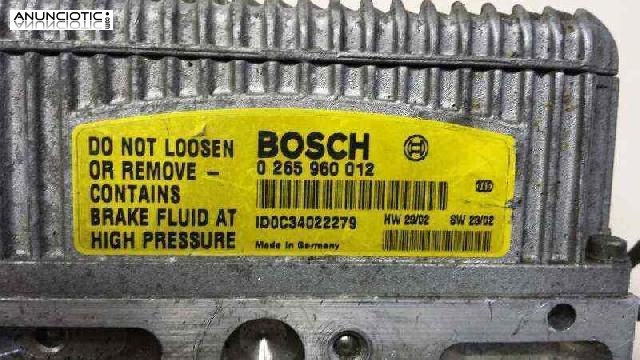 ANUNCIOTIC
DO NOT LOOSEN
OR REMOVE –
CONTAINS
BRAKE FLUID AT
HIGH PRESSURE
BOSCH
0 265 960 012
ID0C34022279
HW 29/02 SW 23/02
Made in Germany